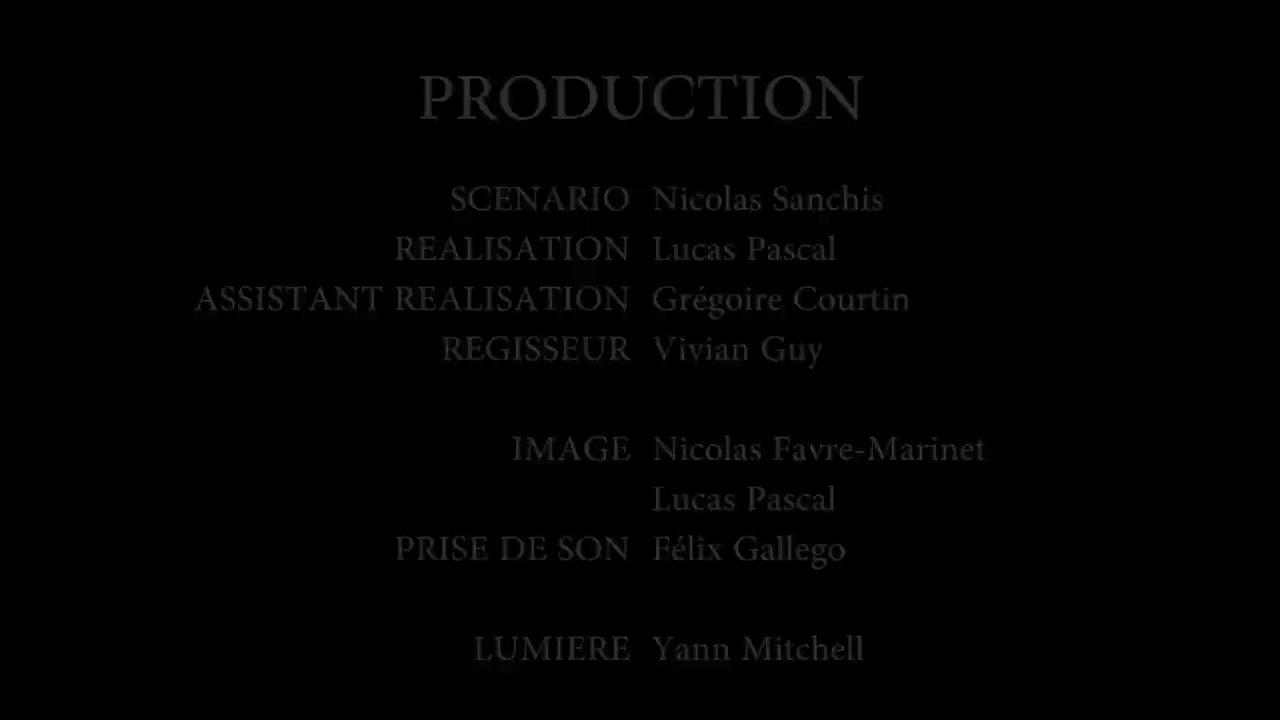 PRODUCTION
SCENARIO Nicolas Sanchis
REALISATION Lucas Pascal
ASSISTANT REALISATION Grégoire Courtin
REGISSEUR Vivian Guy
IMAGE Nicolas Favre-Marinet
Lucas Pascal
PRISE DE SON Félix Gallego
LUMIERE Yann Mitchell